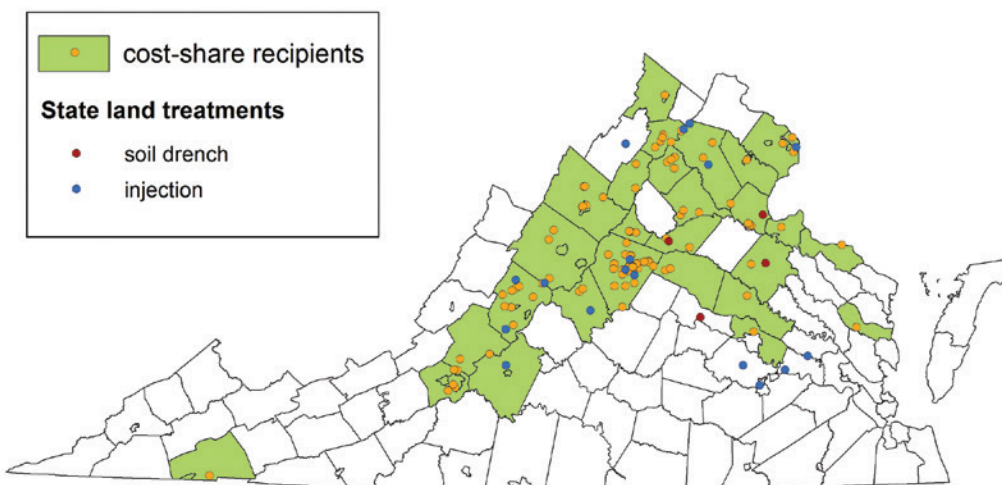 cost-share recipients
State land treatments
soil drench
injection